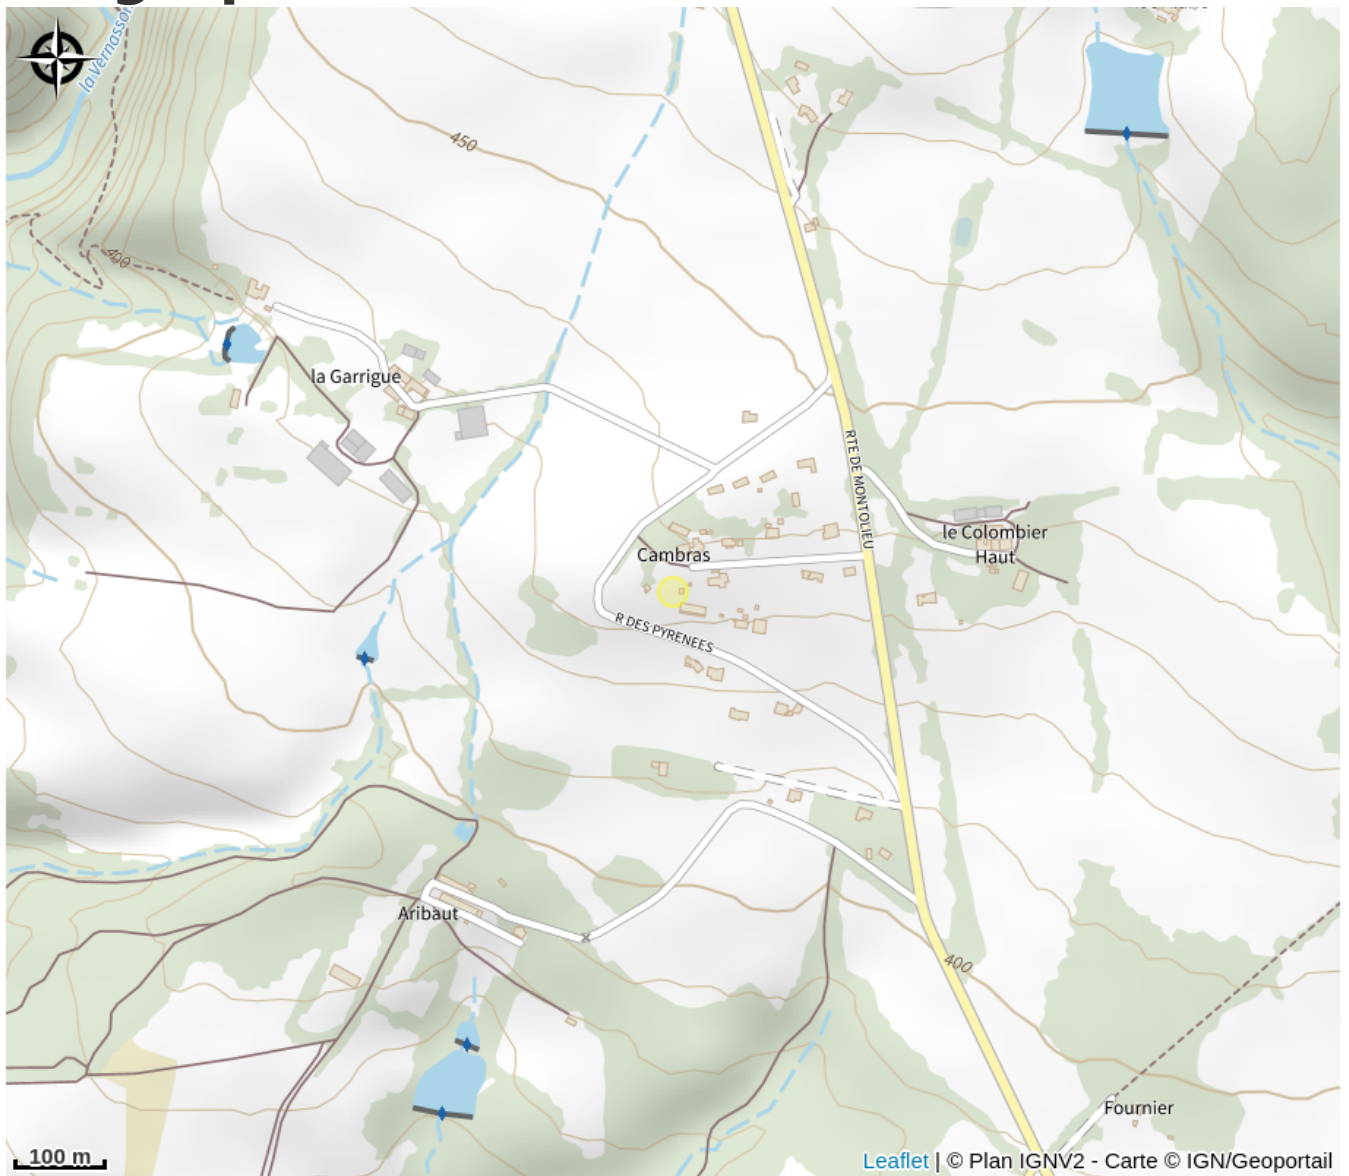 la Vernasson
450
400
la Garrigue
RTE DE MONTOLIEU
le Colombier
Haut
Cambras
R DES PYRENEES
Aribaut
400
Fournier
100 m
Leaflet | © Plan IGNV2 - Carte © IGN/Geoportail